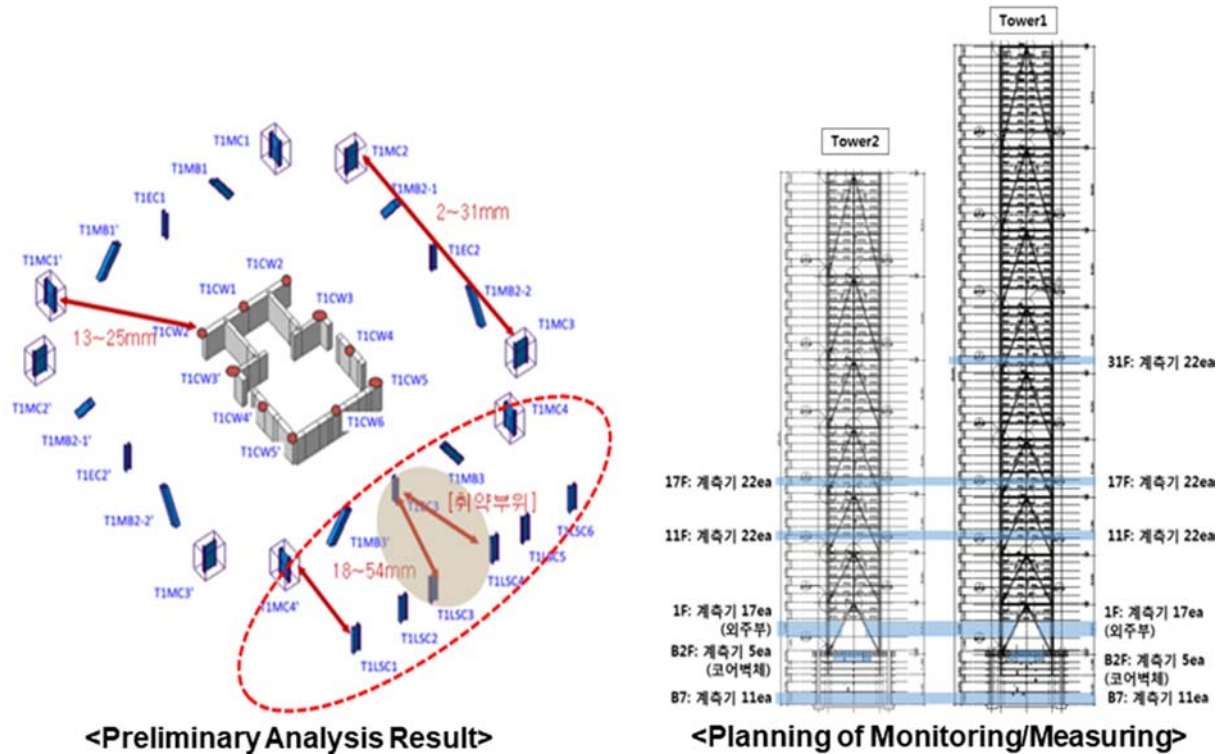 T1MC1
T1MC2
T1MB1
T1MB2-1
T1EC1
2~31mm
T1MB1'
T1EC2
T1MC1'
T1CW2
T1MB2-2
T1CW1
T1CW3
T1CW2'
T1MC3
13~25mm
T1CW4
T1CW3'
T1CW5
T1MC2'
T1CW4'
T1CW6
T1MC4
T1MB2-1'
T1CW5'
T1EC2'
T1MB3
T1EC3
[취약부위]
T1MB2-2'
T1LSC6
T1MB3'
T1LSC5
18~54mm
T1LSC4
T1MC3'
T1MC4'
T1LSC3
T1LSC2
T1LSC1
<Preliminary Analysis Result>
Tower1
Tower2
31F: 계측기 22ea
17F: 계측기 22ea
17F: 계측기 22ea
11F: 계측기 22ea
11F: 계측기 22ea
1F: 계측기 17ea
(외주부)
1F: 계측기 17ea
(외주부)
B2F: 계측기 5ea
(코어벽체)
B2F: 계측기 5ea
(코어벽체)
B7: 계측기 11ea
B7: 계측기 11ea
<Planning of Monitoring/Measuring>